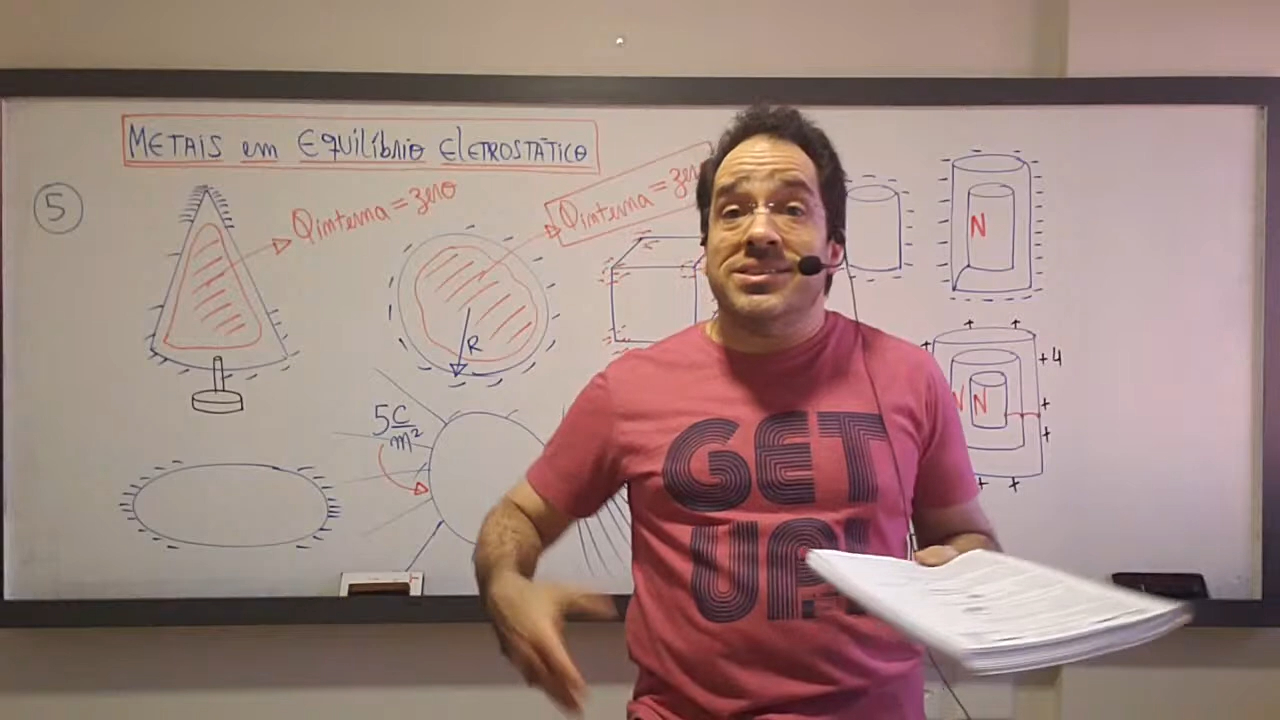 METAIS em Equilíbrio Eletrostático
5
Qinterna = zero
Qinterna = zero
N
R
+4
5C/m²
N N
GET
UP!